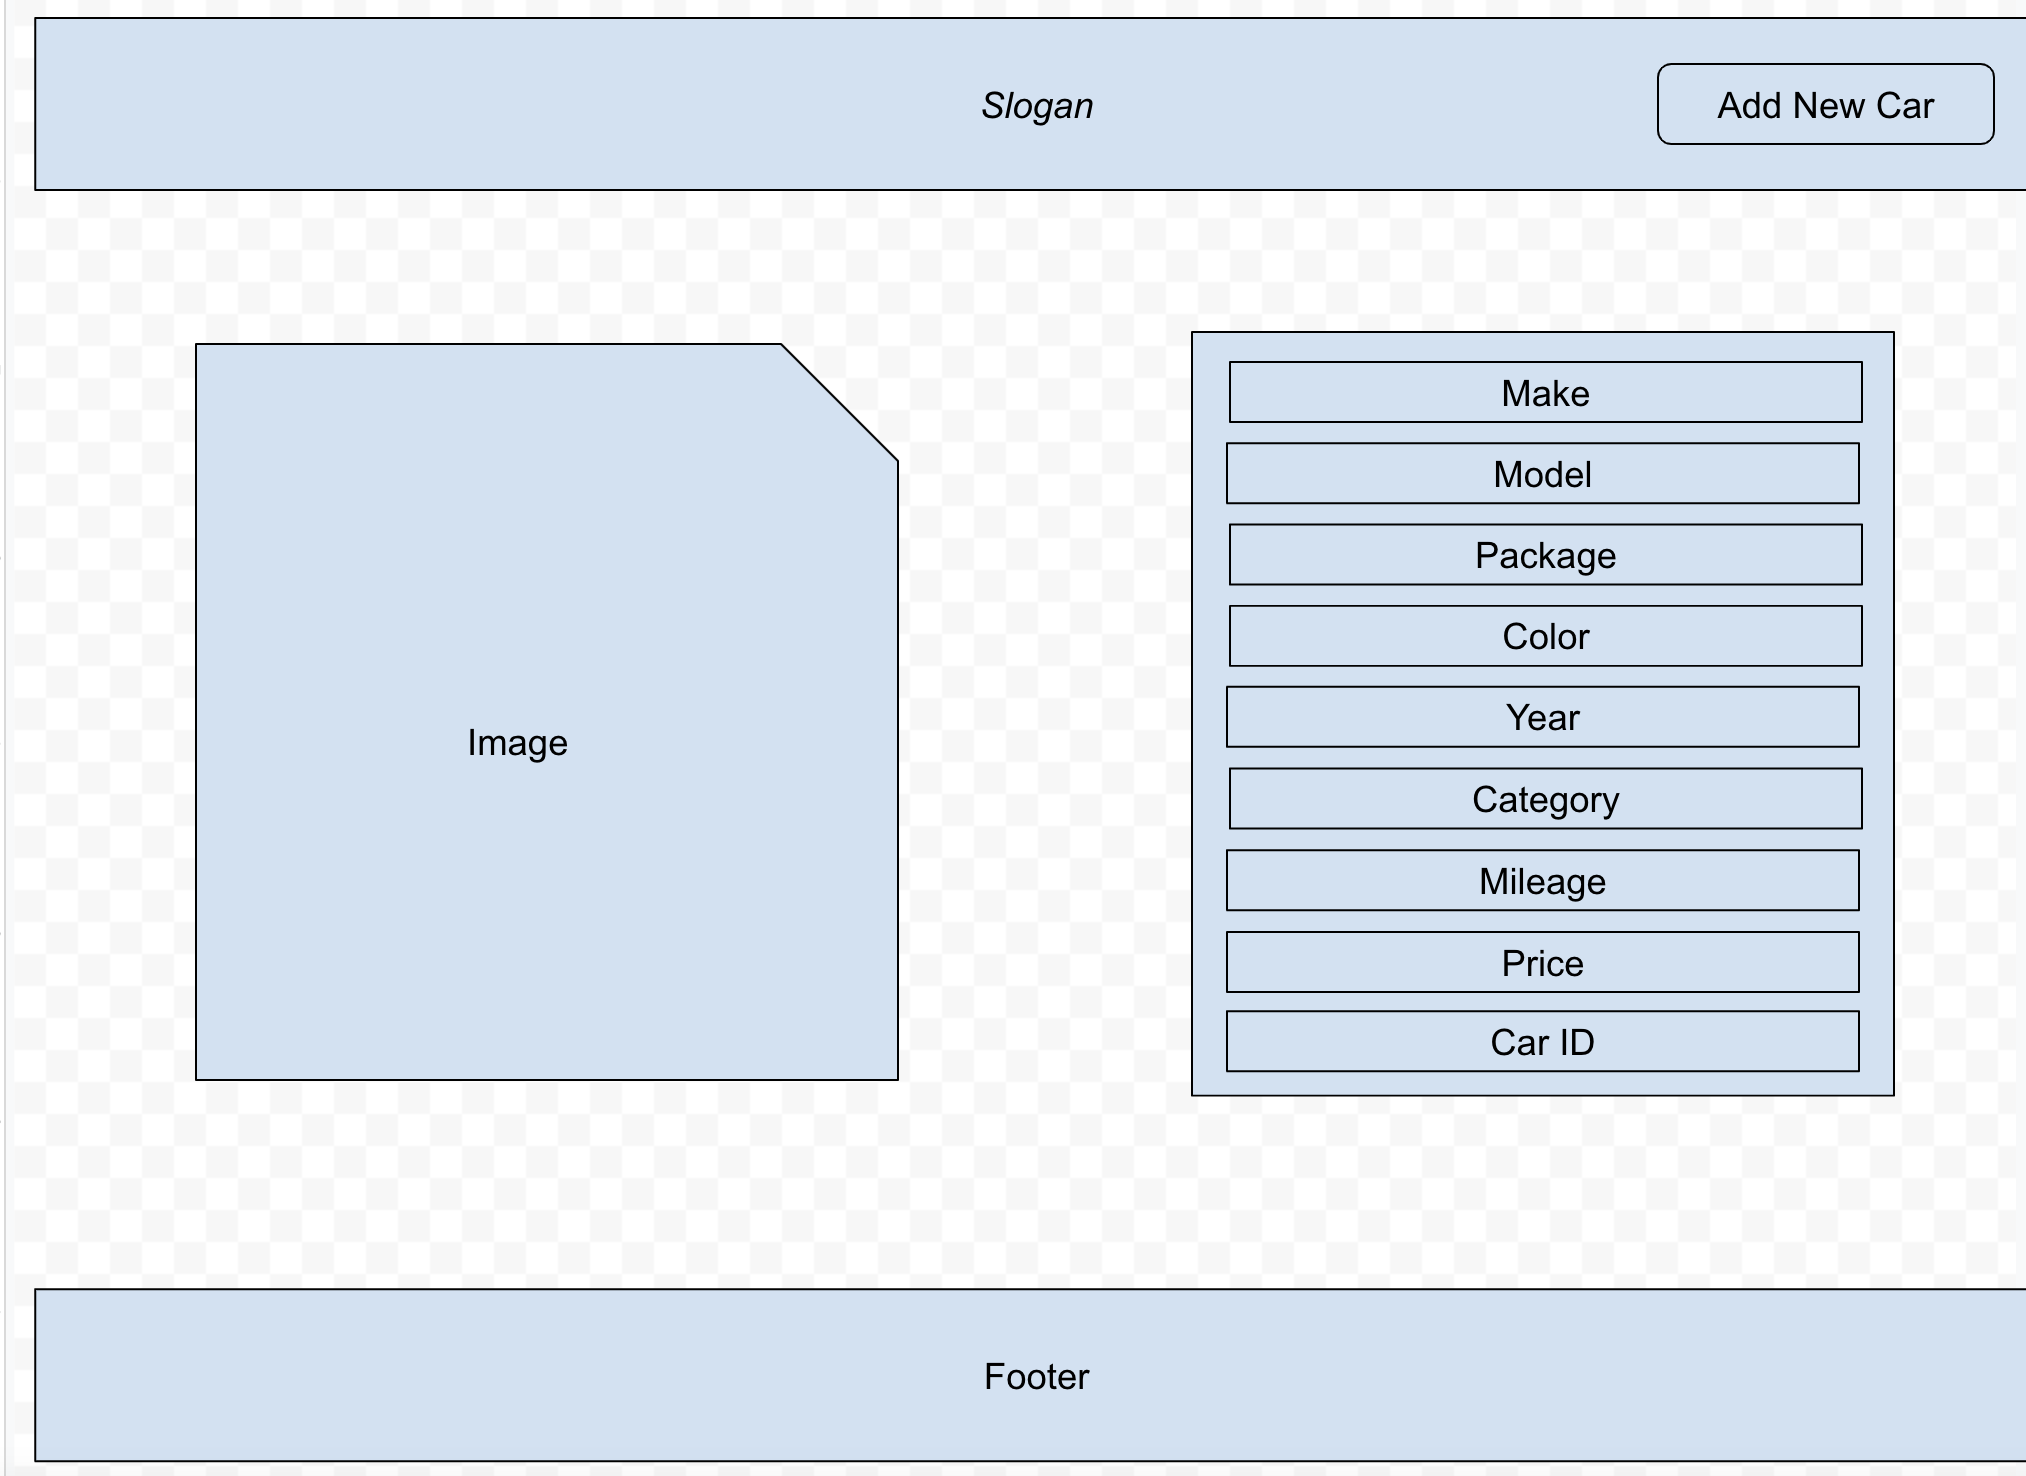 Slogan
Add New Car
Image
Make
Model
Package
Color
Year
Category
Mileage
Price
Car ID
Footer